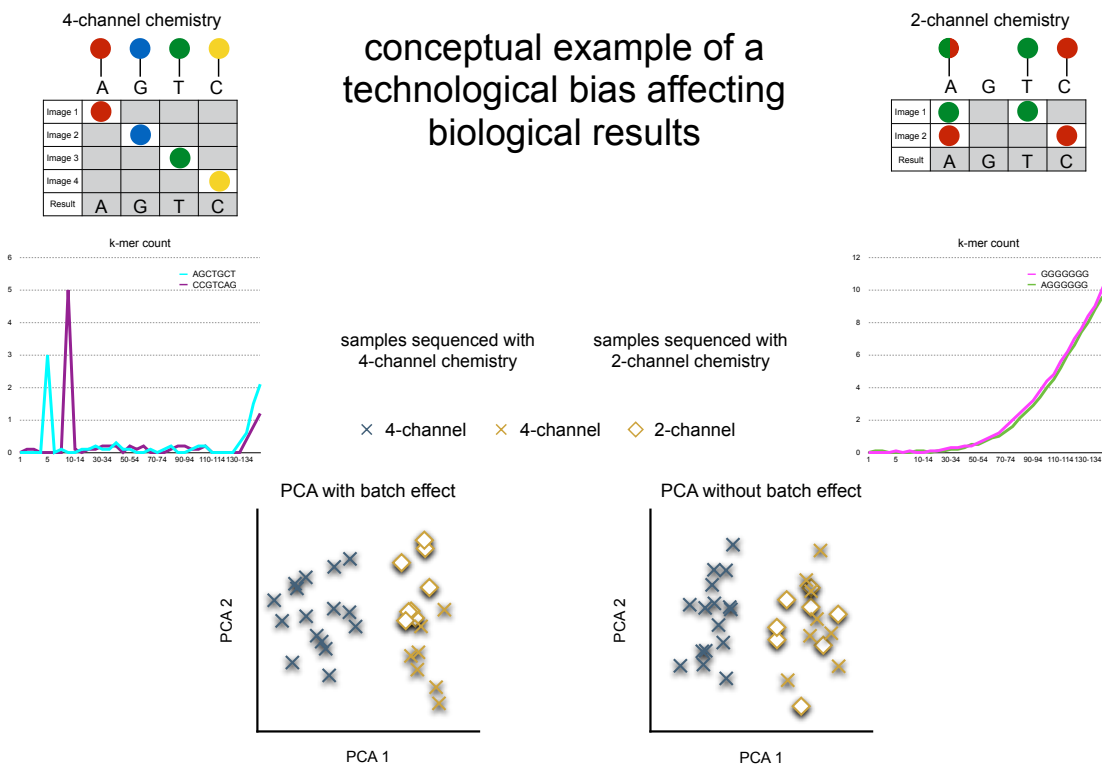 4-channel chemistry
A G T C
Image 1
Image 2
Image 3
Image 4
Result A G T C
conceptual example of a
technological bias affecting
biological results
2-channel chemistry
A G T C
Image 1
Image 2
Result A G T C
k-mer count
6
5
4
3
2
1
0
AGCTGCT
CCGTCAG
1 5 10-14 30-34 50-54 70-74 90-94 110-114 130-134
samples sequenced with
4-channel chemistry
samples sequenced with
2-channel chemistry
4-channel 4-channel 2-channel
k-mer count
12
10
8
6
4
2
0
GGGGGGG
AGGGGGG
1 5 10-14 30-34 50-54 70-74 90-94 110-114 130-134
PCA with batch effect
PCA 2
PCA 1
PCA without batch effect
PCA 2
PCA 1